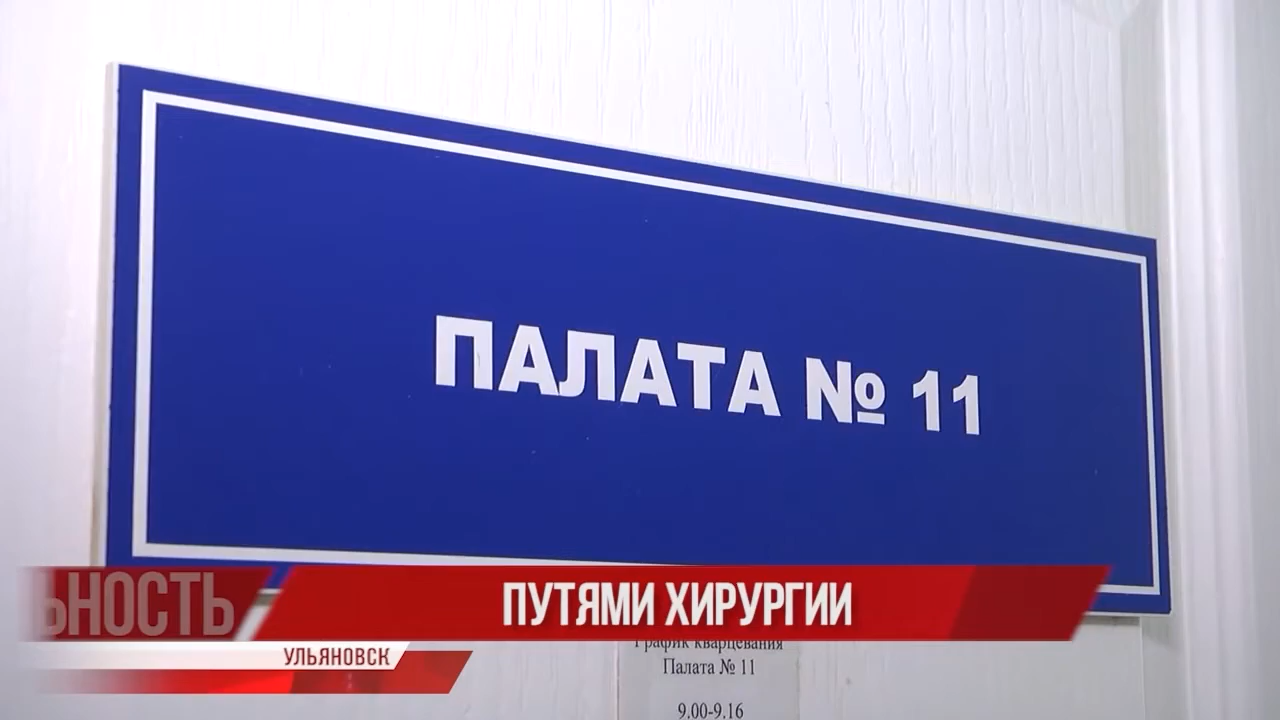 ПАЛАТА № 11
ЬНОСТЬ
ПУТЯМИ ХИРУРГИИ
УЛЬЯНОВСК
График кварцевания
Палата № 11
9.00-9.16